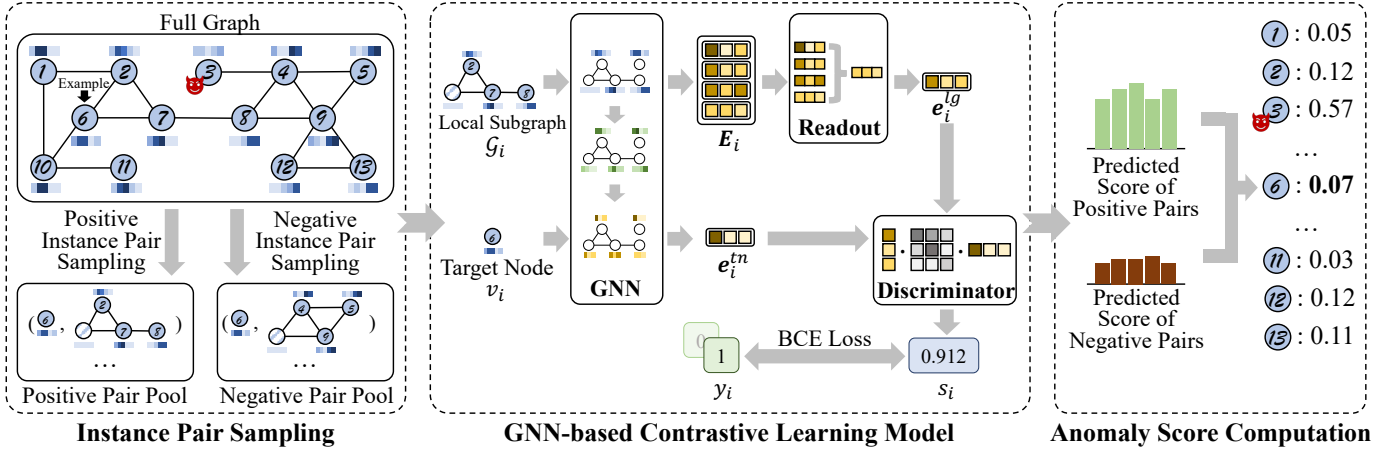 Full Graph
1
2
3
4
5
Example
6
7
8
9
10
11
12
13
Positive
Instance Pair
Sampling
Negative
Instance Pair
Sampling
( 6 , 2 7 8 )
...
( 6 , 4 5 9 )
...
Positive Pair Pool
Negative Pair Pool
Instance Pair Sampling
2
7
8
Local Subgraph
𝒢ᵢ
6
Target Node
vᵢ
GNN
Eᵢ
Readout
eᵢˡᵍ
eᵢᵗⁿ
Discriminator
0
1
yᵢ
BCE Loss
0.912
sᵢ
GNN-based Contrastive Learning Model
Predicted
Score of
Positive Pairs
Predicted
Score of
Negative Pairs
1 : 0.05
2 : 0.12
3 : 0.57
...
6 : 0.07
...
11 : 0.03
12 : 0.12
13 : 0.11
Anomaly Score Computation